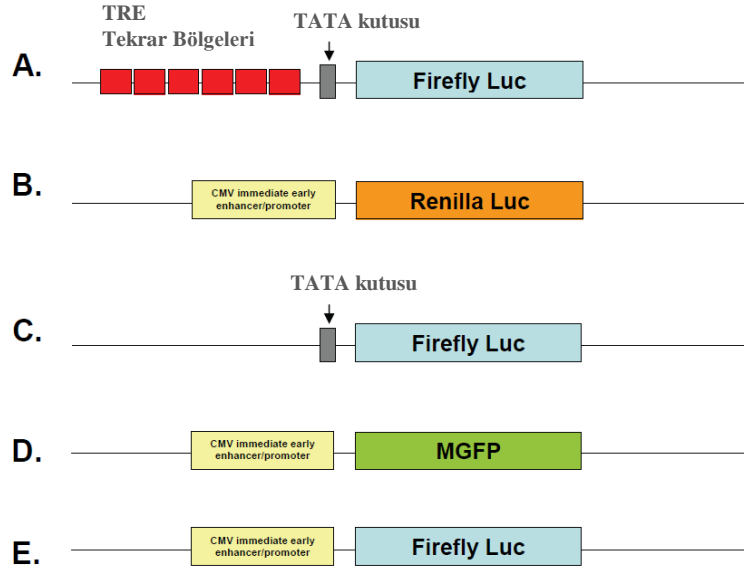 TRE
Tekrar Bölgeleri
TATA kutusu
A.
Firefly Luc
B.
CMV immediate early
enhancer/promoter
Renilla Luc
TATA kutusu
C.
Firefly Luc
D.
CMV immediate early
enhancer/promoter
MGFP
E.
CMV immediate early
enhancer/promoter
Firefly Luc